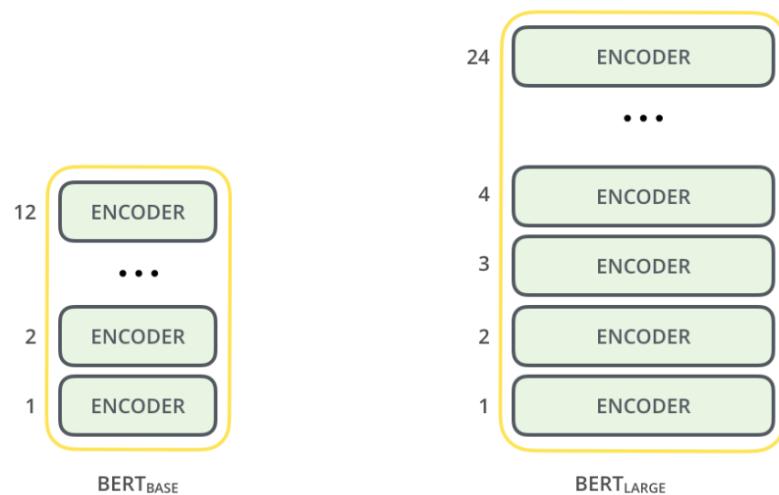 24 ENCODER
...
4 ENCODER
12 ENCODER
3 ENCODER
...
2 ENCODER
2 ENCODER
1 ENCODER
1 ENCODER
BERTBASE
BERTLARGE